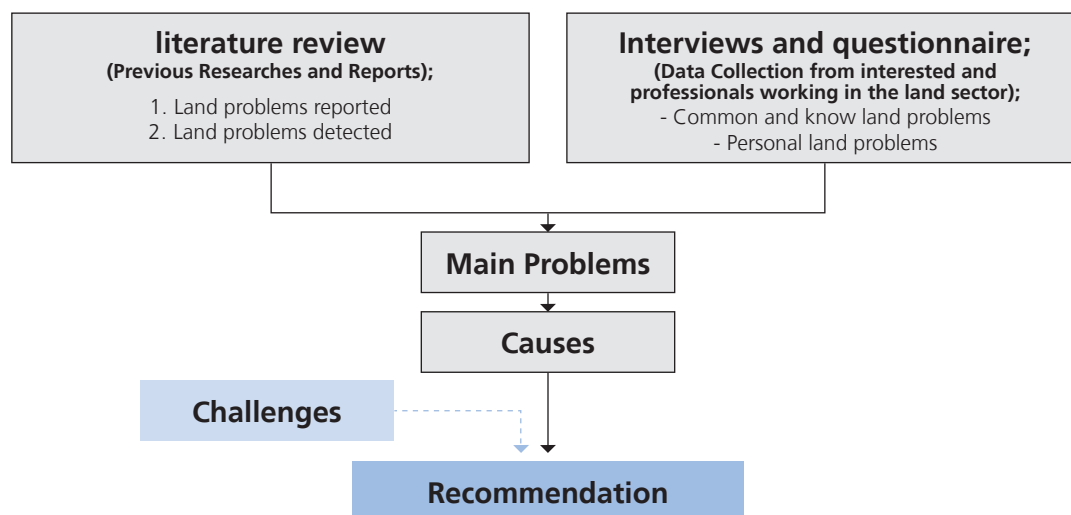 literature review
(Previous Researches and Reports);
1. Land problems reported
2. Land problems detected
Interviews and questionnaire;
(Data Collection from interested and
professionals working in the land sector);
- Common and know land problems
- Personal land problems
Main Problems
Causes
Challenges
Recommendation